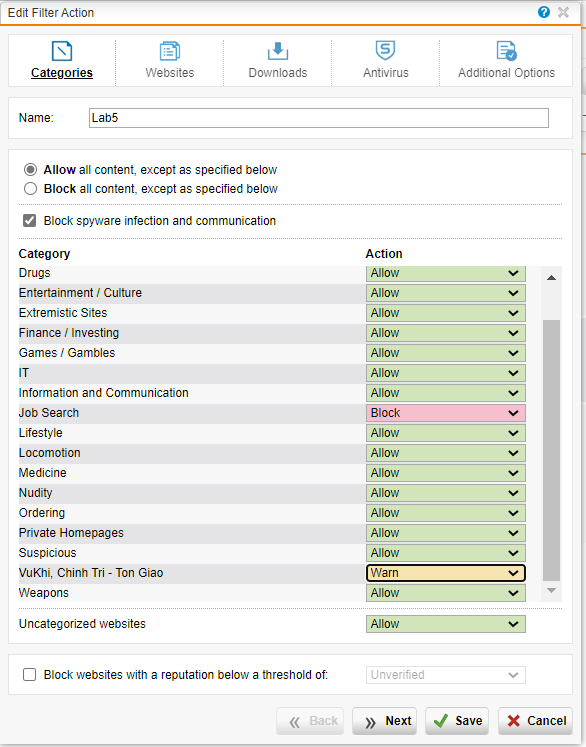 Edit Filter Action
Categories Websites Downloads Antivirus Additional Options
Name: Lab5
Allow all content, except as specified below
Block all content, except as specified below
Block spyware infection and communication
Category Action
Drugs Allow
Entertainment / Culture Allow
Extremistic Sites Allow
Finance / Investing Allow
Games / Gambles Allow
IT Allow
Information and Communication Allow
Job Search Block
Lifestyle Allow
Locomotion Allow
Medicine Allow
Nudity Allow
Ordering Allow
Private Homepages Allow
Suspicious Allow
VuKhi, Chinh Tri - Ton Giao Warn
Weapons Allow
Uncategorized websites Allow
Block websites with a reputation below a threshold of: Unverified
Back Next Save Cancel